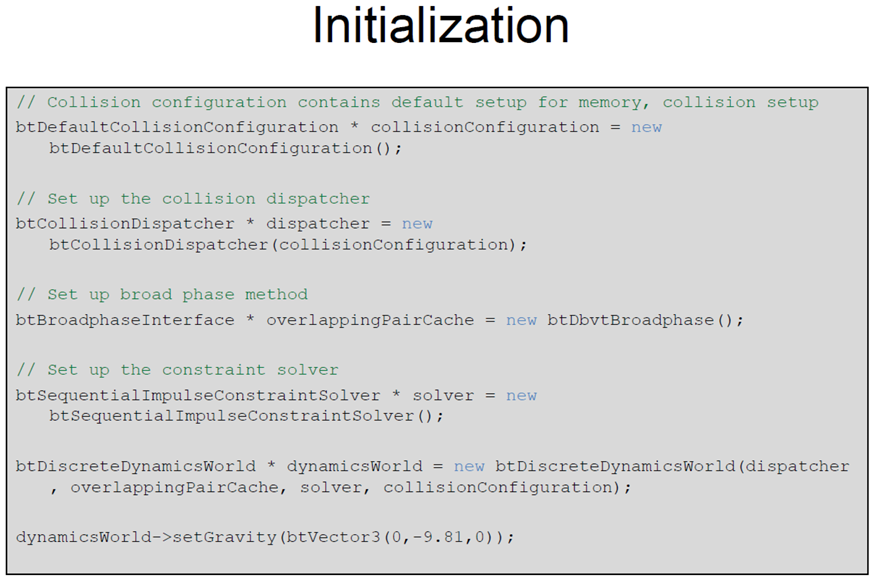 Initialization
// Collision configuration contains default setup for memory, collision setup
btDefaultCollisionConfiguration * collisionConfiguration = new
btDefaultCollisionConfiguration();
// Set up the collision dispatcher
btCollisionDispatcher * dispatcher = new
btCollisionDispatcher(collisionConfiguration);
// Set up broad phase method
btBroadphaseInterface * overlappingPairCache = new btDbvtBroadphase();
// Set up the constraint solver
btSequentialImpulseConstraintSolver * solver = new
btSequentialImpulseConstraintSolver();
btDiscreteDynamicsWorld * dynamicsWorld = new btDiscreteDynamicsWorld(dispatcher
, overlappingPairCache, solver, collisionConfiguration);
dynamicsWorld->setGravity(btVector3(0,-9.81,0));